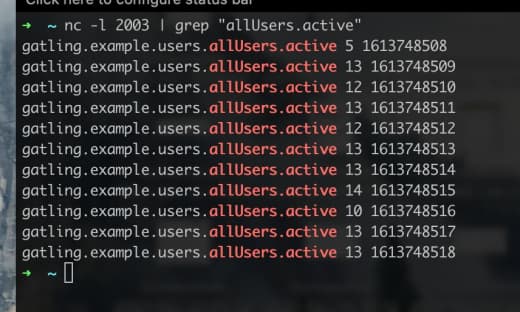 Click here to configure status bar
➜ ~ nc -l 2003 | grep "allUsers.active"
gatling.example.users.allUsers.active 5 1613748508
gatling.example.users.allUsers.active 13 1613748509
gatling.example.users.allUsers.active 12 1613748510
gatling.example.users.allUsers.active 13 1613748511
gatling.example.users.allUsers.active 12 1613748512
gatling.example.users.allUsers.active 13 1613748513
gatling.example.users.allUsers.active 13 1613748514
gatling.example.users.allUsers.active 14 1613748515
gatling.example.users.allUsers.active 10 1613748516
gatling.example.users.allUsers.active 13 1613748517
gatling.example.users.allUsers.active 13 1613748518
➜ ~